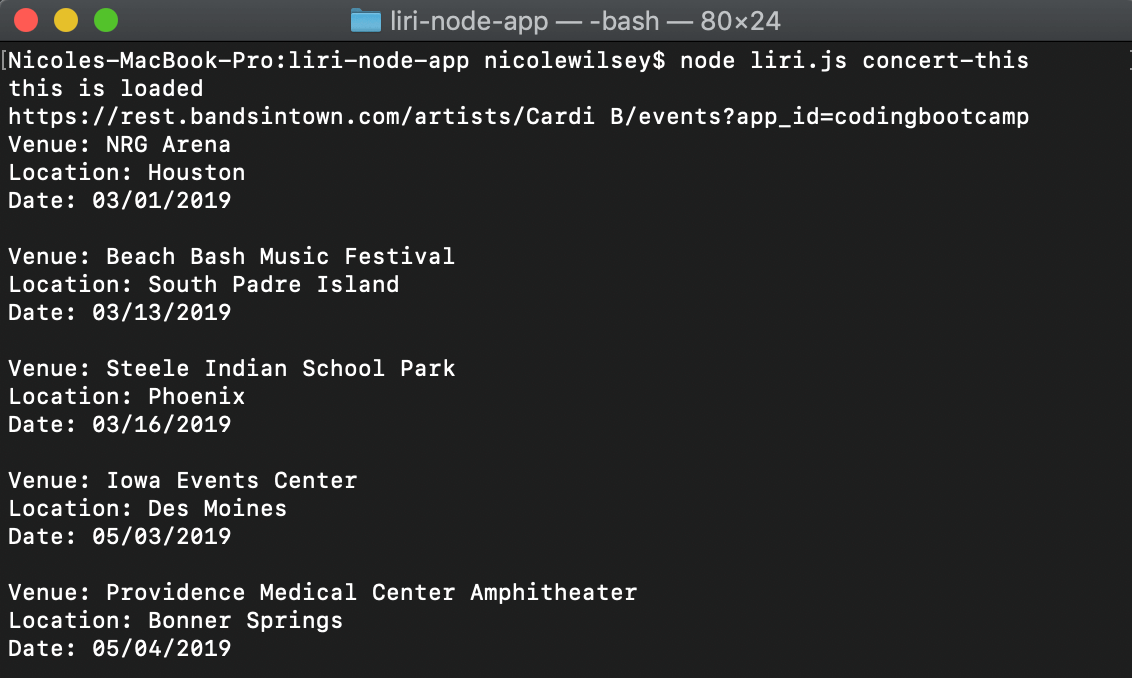 liri-node-app — -bash — 80×24
[Nicoles-MacBook-Pro:liri-node-app nicolewilsey$ node liri.js concert-this ]
this is loaded
https://rest.bandsintown.com/artists/Cardi B/events?app_id=codingbootcamp
Venue: NRG Arena
Location: Houston
Date: 03/01/2019
Venue: Beach Bash Music Festival
Location: South Padre Island
Date: 03/13/2019
Venue: Steele Indian School Park
Location: Phoenix
Date: 03/16/2019
Venue: Iowa Events Center
Location: Des Moines
Date: 05/03/2019
Venue: Providence Medical Center Amphitheater
Location: Bonner Springs
Date: 05/04/2019